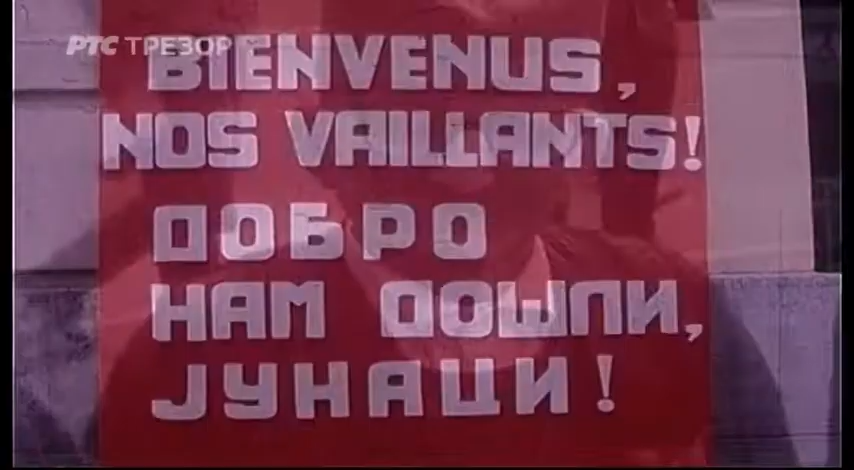 РТС ТРЕЗОР
BIENVENUS,
NOS VAILLANTS!
ДОБРО
НАМ ДОШЛИ,
ЈУНАЦИ!